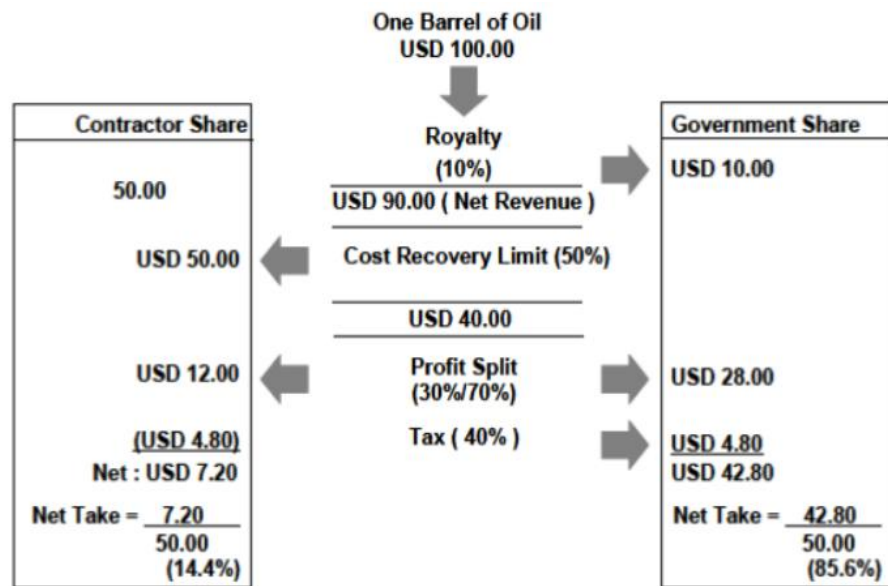 One Barrel of Oil
USD 100.00
Contractor Share
Government Share
Royalty
(10%)
USD 10.00
50.00
USD 90.00 ( Net Revenue )
USD 50.00
Cost Recovery Limit (50%)
USD 40.00
USD 12.00
Profit Split
(30%/70%)
USD 28.00
(USD 4.80)
Tax ( 40% )
USD 4.80
Net : USD 7.20
USD 42.80
Net Take = 7.20
50.00
(14.4%)
Net Take = 42.80
50.00
(85.6%)